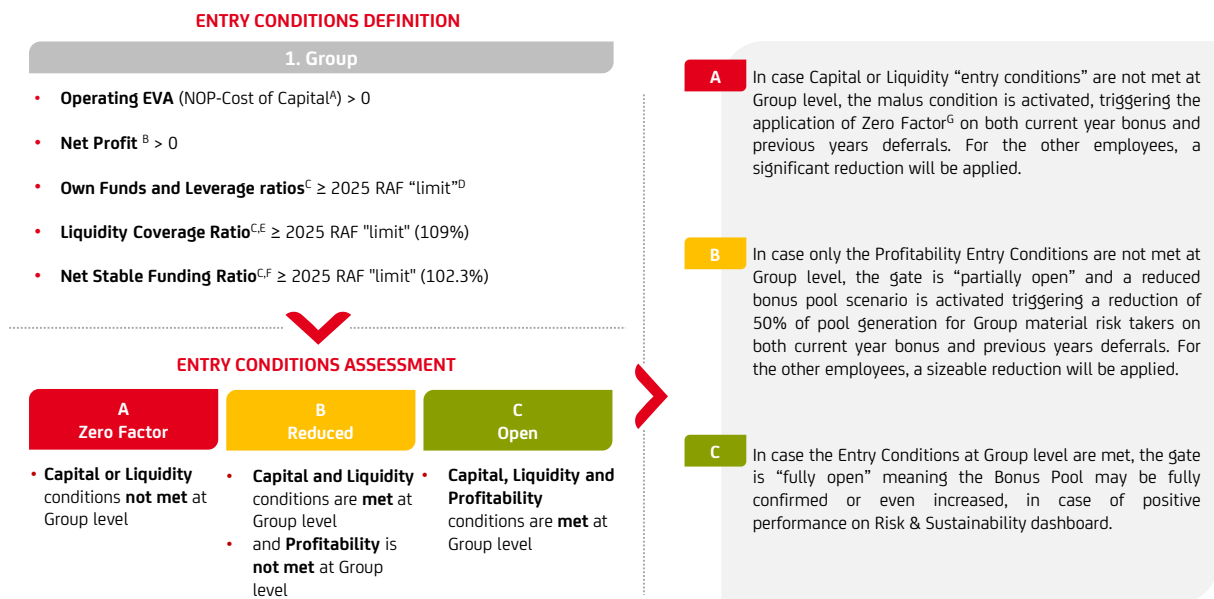 ENTRY CONDITIONS DEFINITION
1. Group
• Operating EVA (NOP-Cost of Capitalᴬ) > 0
• Net Profit ᴮ > 0
• Own Funds and Leverage ratiosᶜ ≥ 2025 RAF “limit”ᴰ
• Liquidity Coverage Ratioᶜ,ᴱ ≥ 2025 RAF "limit" (109%)
• Net Stable Funding Ratioᶜ,ꟳ ≥ 2025 RAF "limit" (102.3%)
ENTRY CONDITIONS ASSESSMENT
A
Zero Factor
• Capital or Liquidity
conditions not met at
Group level
B
Reduced
• Capital and Liquidity
conditions are met at
Group level
• and Profitability is
not met at Group
level
C
Open
• Capital, Liquidity and
Profitability
conditions are met at
Group level
A
In case Capital or Liquidity “entry conditions” are not met at
Group level, the malus condition is activated, triggering the
application of Zero Factorᴳ on both current year bonus and
previous years deferrals. For the other employees, a
significant reduction will be applied.
B
In case only the Profitability Entry Conditions are not met at
Group level, the gate is “partially open” and a reduced
bonus pool scenario is activated triggering a reduction of
50% of pool generation for Group material risk takers on
both current year bonus and previous years deferrals. For
the other employees, a sizeable reduction will be applied.
C
In case the Entry Conditions at Group level are met, the gate
is “fully open” meaning the Bonus Pool may be fully
confirmed or even increased, in case of positive
performance on Risk & Sustainability dashboard.